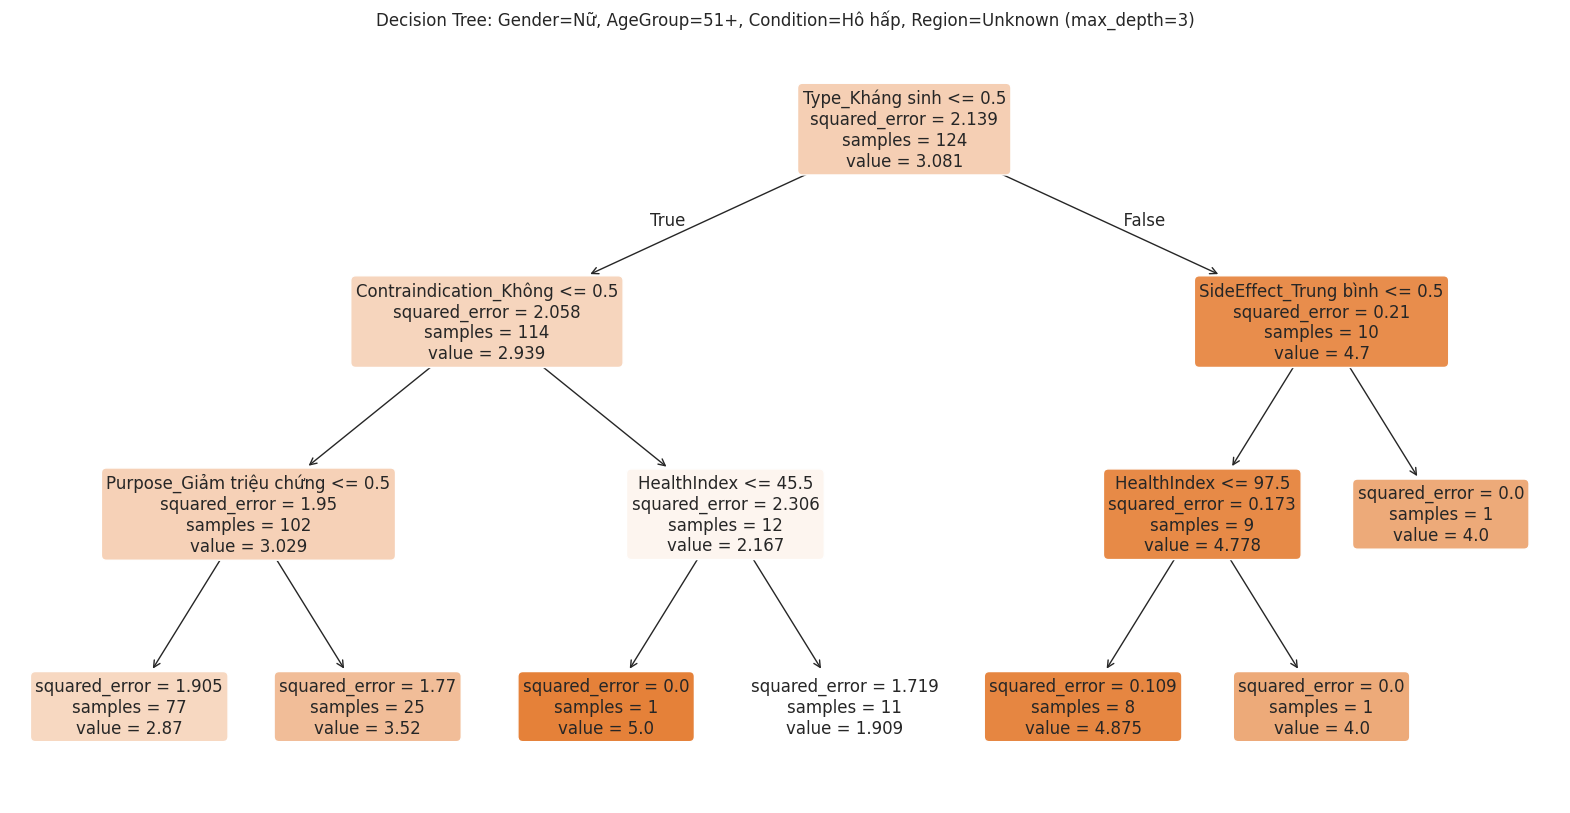 Decision Tree: Gender=Nữ, AgeGroup=51+, Condition=Hô hấp, Region=Unknown (max_depth=3)
Type_Kháng sinh <= 0.5
squared_error = 2.139
samples = 124
value = 3.081
True
False
Contraindication_Không <= 0.5
squared_error = 2.058
samples = 114
value = 2.939
SideEffect_Trung bình <= 0.5
squared_error = 0.21
samples = 10
value = 4.7
Purpose_Giảm triệu chứng <= 0.5
squared_error = 1.95
samples = 102
value = 3.029
HealthIndex <= 45.5
squared_error = 2.306
samples = 12
value = 2.167
HealthIndex <= 97.5
squared_error = 0.173
samples = 9
value = 4.778
squared_error = 0.0
samples = 1
value = 4.0
squared_error = 1.905
samples = 77
value = 2.87
squared_error = 1.77
samples = 25
value = 3.52
squared_error = 0.0
samples = 1
value = 5.0
squared_error = 1.719
samples = 11
value = 1.909
squared_error = 0.109
samples = 8
value = 4.875
squared_error = 0.0
samples = 1
value = 4.0